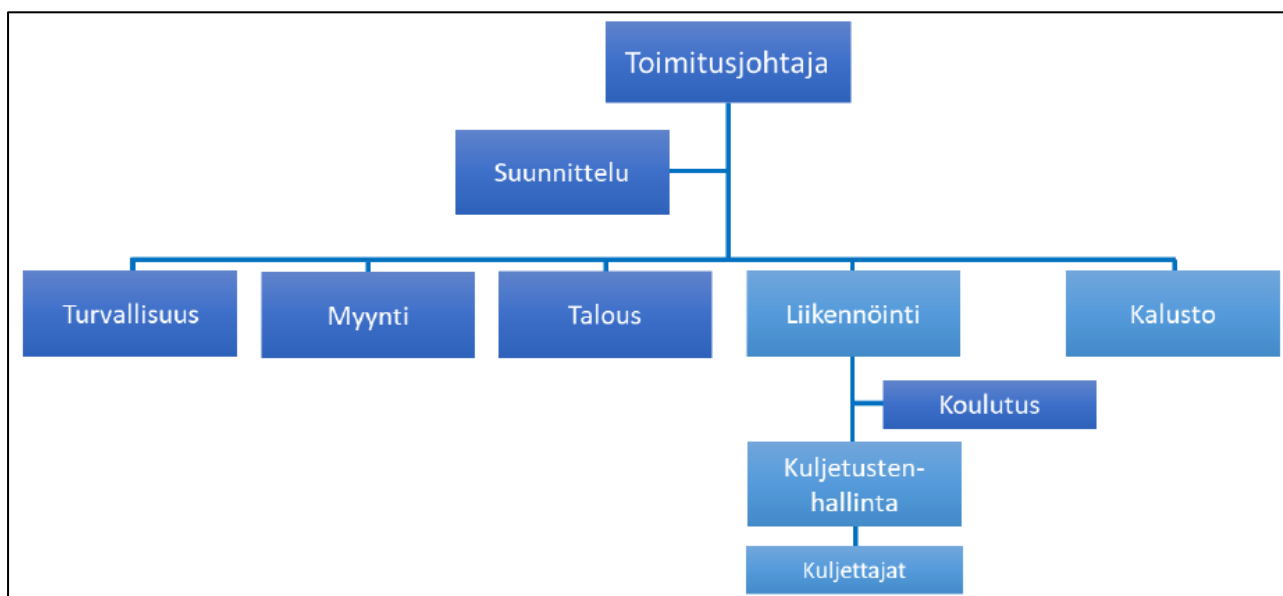 Toimitusjohtaja
Suunnittelu
Turvallisuus
Myynti
Talous
Liikennöinti
Kalusto
Koulutus
Kuljetusten-
hallinta
Kuljettajat